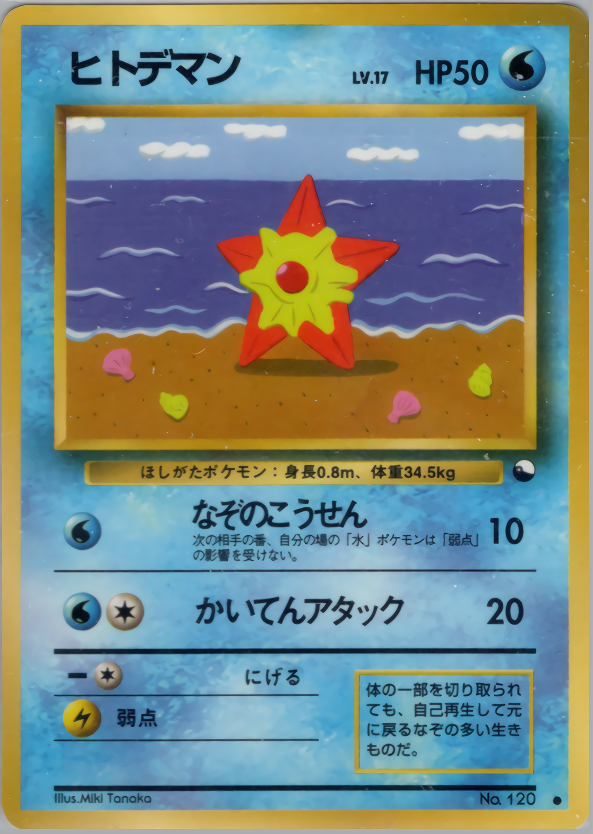 ヒトデマン LV.17 HP50
ほしがたポケモン：身長0.8m、体重34.5kg
なぞのこうせん 10
次の相手の番、自分の場の「水」ポケモンは「弱点」
の影響を受けない。
かいてんアタック 20
ー にげる
弱点
体の一部を切り取られ
ても、自己再生して元
に戻るなぞの多い生き
ものだ。
Illus.Miki Tanaka No. 120 ●